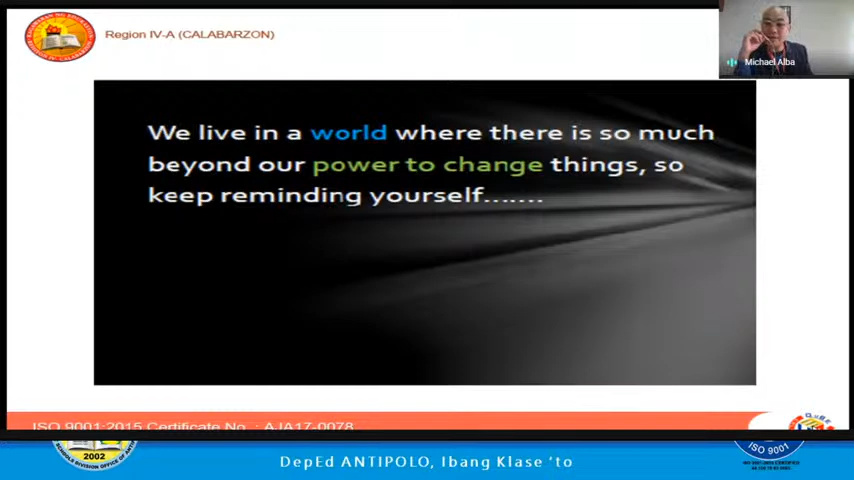 Region IV-A (CALABARZON)
Michael Alba
We live in a world where there is so much
beyond our power to change things, so
keep reminding yourself.......
ISO 9001:2015 Certificate No. : AJA17-0078
2002
ISO 9001
DepEd ANTIPOLO, Ibang Klase 'to